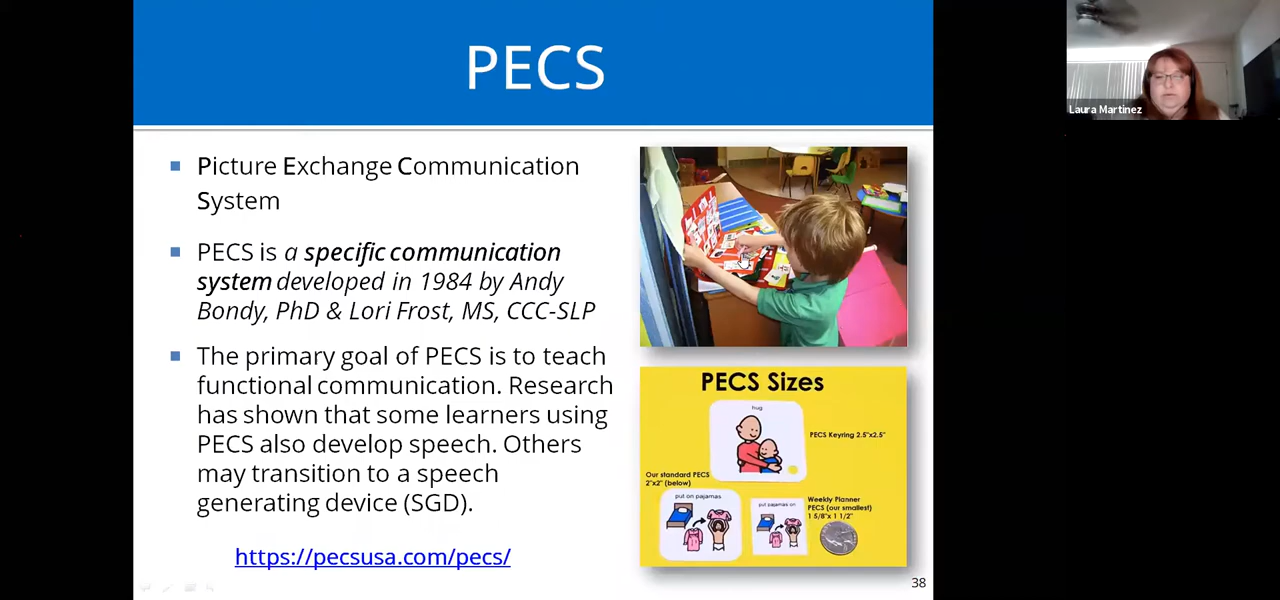 PECS
Laura Martinez
Picture Exchange Communication
System
PECS is a specific communication
system developed in 1984 by Andy
Bondy, PhD & Lori Frost, MS, CCC-SLP
The primary goal of PECS is to teach
functional communication. Research
has shown that some learners using
PECS also develop speech. Others
may transition to a speech
generating device (SGD).
https://pecsusa.com/pecs/
PECS Sizes
hug
PECS Keyring 2.5"x2.5"
Our standard PECS
2"x2" (below)
put on pajamas
put pajamas on
Weekly Planner
PECS (our smallest)
1 5/8"x 1 1/2"
38